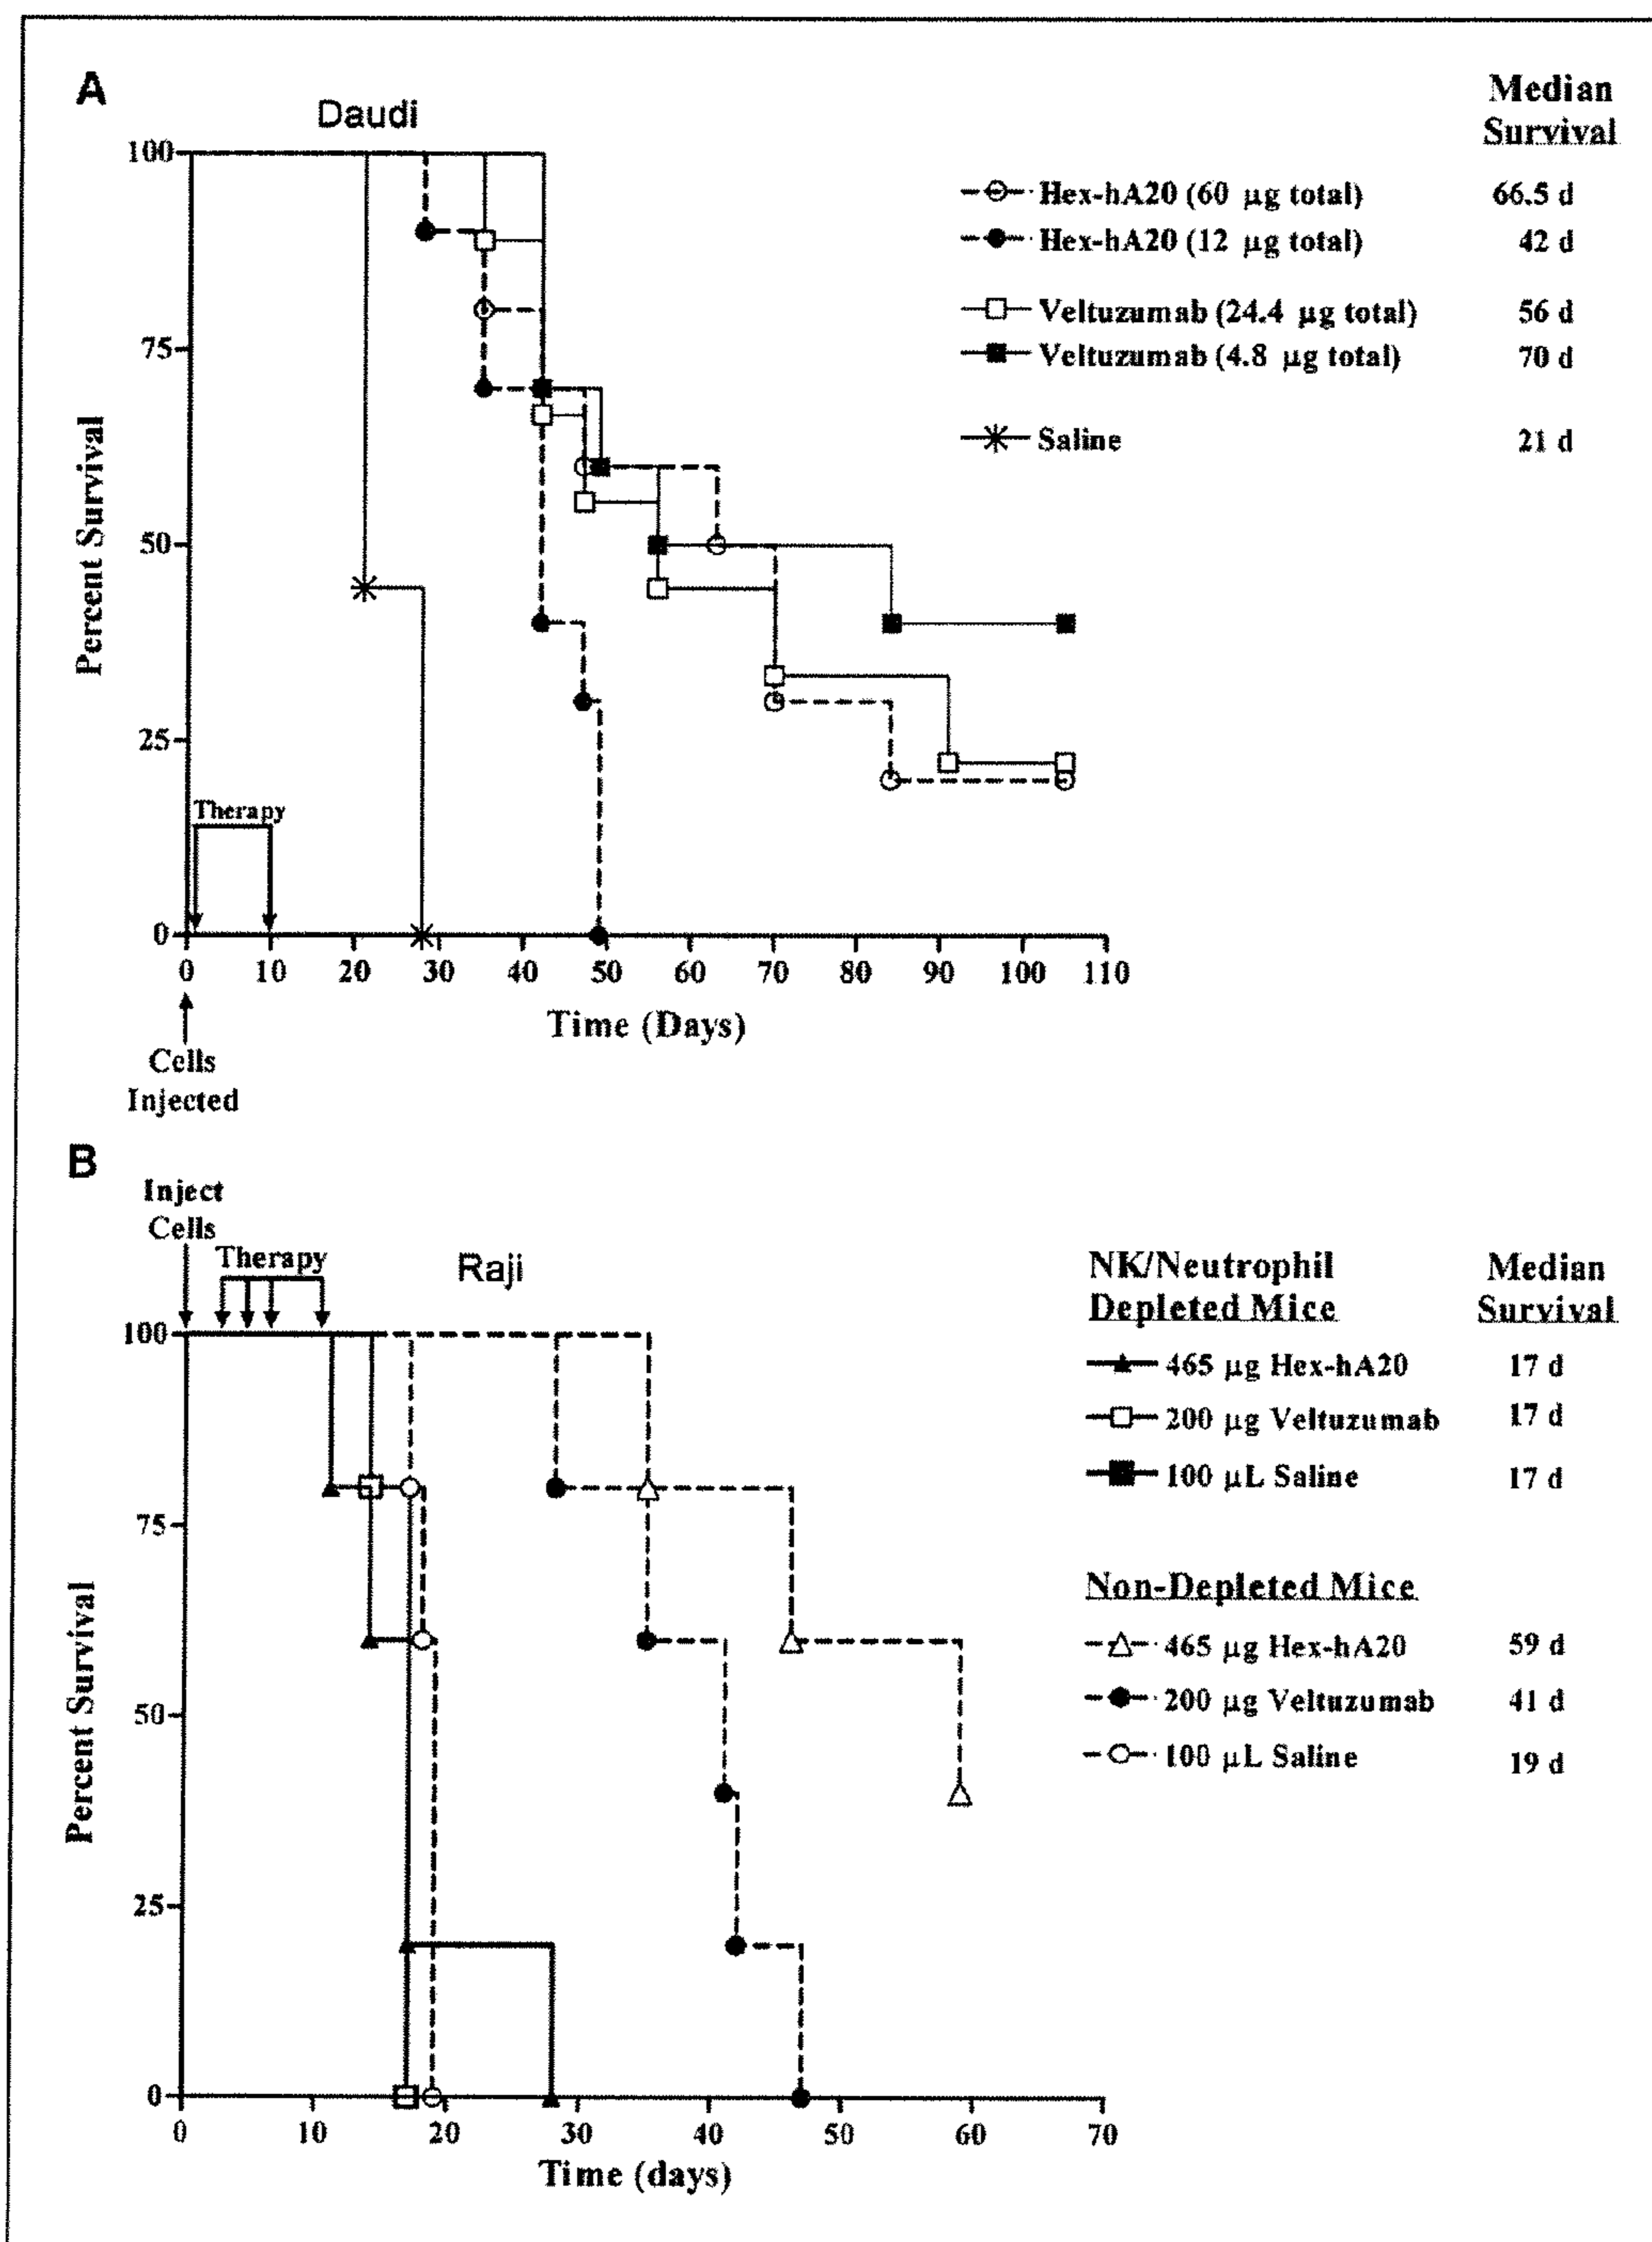 A
Daudi
Median
Survival
Hex-hA20 (60 μg total) 66.5 d
Hex-hA20 (12 μg total) 42 d
Veltuzumab (24.4 μg total) 56 d
Veltuzumab (4.8 μg total) 70 d
Saline 21 d
100
75
50
25
0
Percent Survival
Therapy
0 10 20 30 40 50 60 70 80 90 100 110
Time (Days)
Cells
Injected
B
Inject
Cells
Therapy
Raji
NK/Neutrophil Median
Depleted Mice Survival
465 μg Hex-hA20 17 d
200 μg Veltuzumab 17 d
100 μL Saline 17 d
Non-Depleted Mice
465 μg Hex-hA20 59 d
200 μg Veltuzumab 41 d
100 μL Saline 19 d
100
75
50
25
0
Percent Survival
0 10 20 30 40 50 60 70
Time (days)